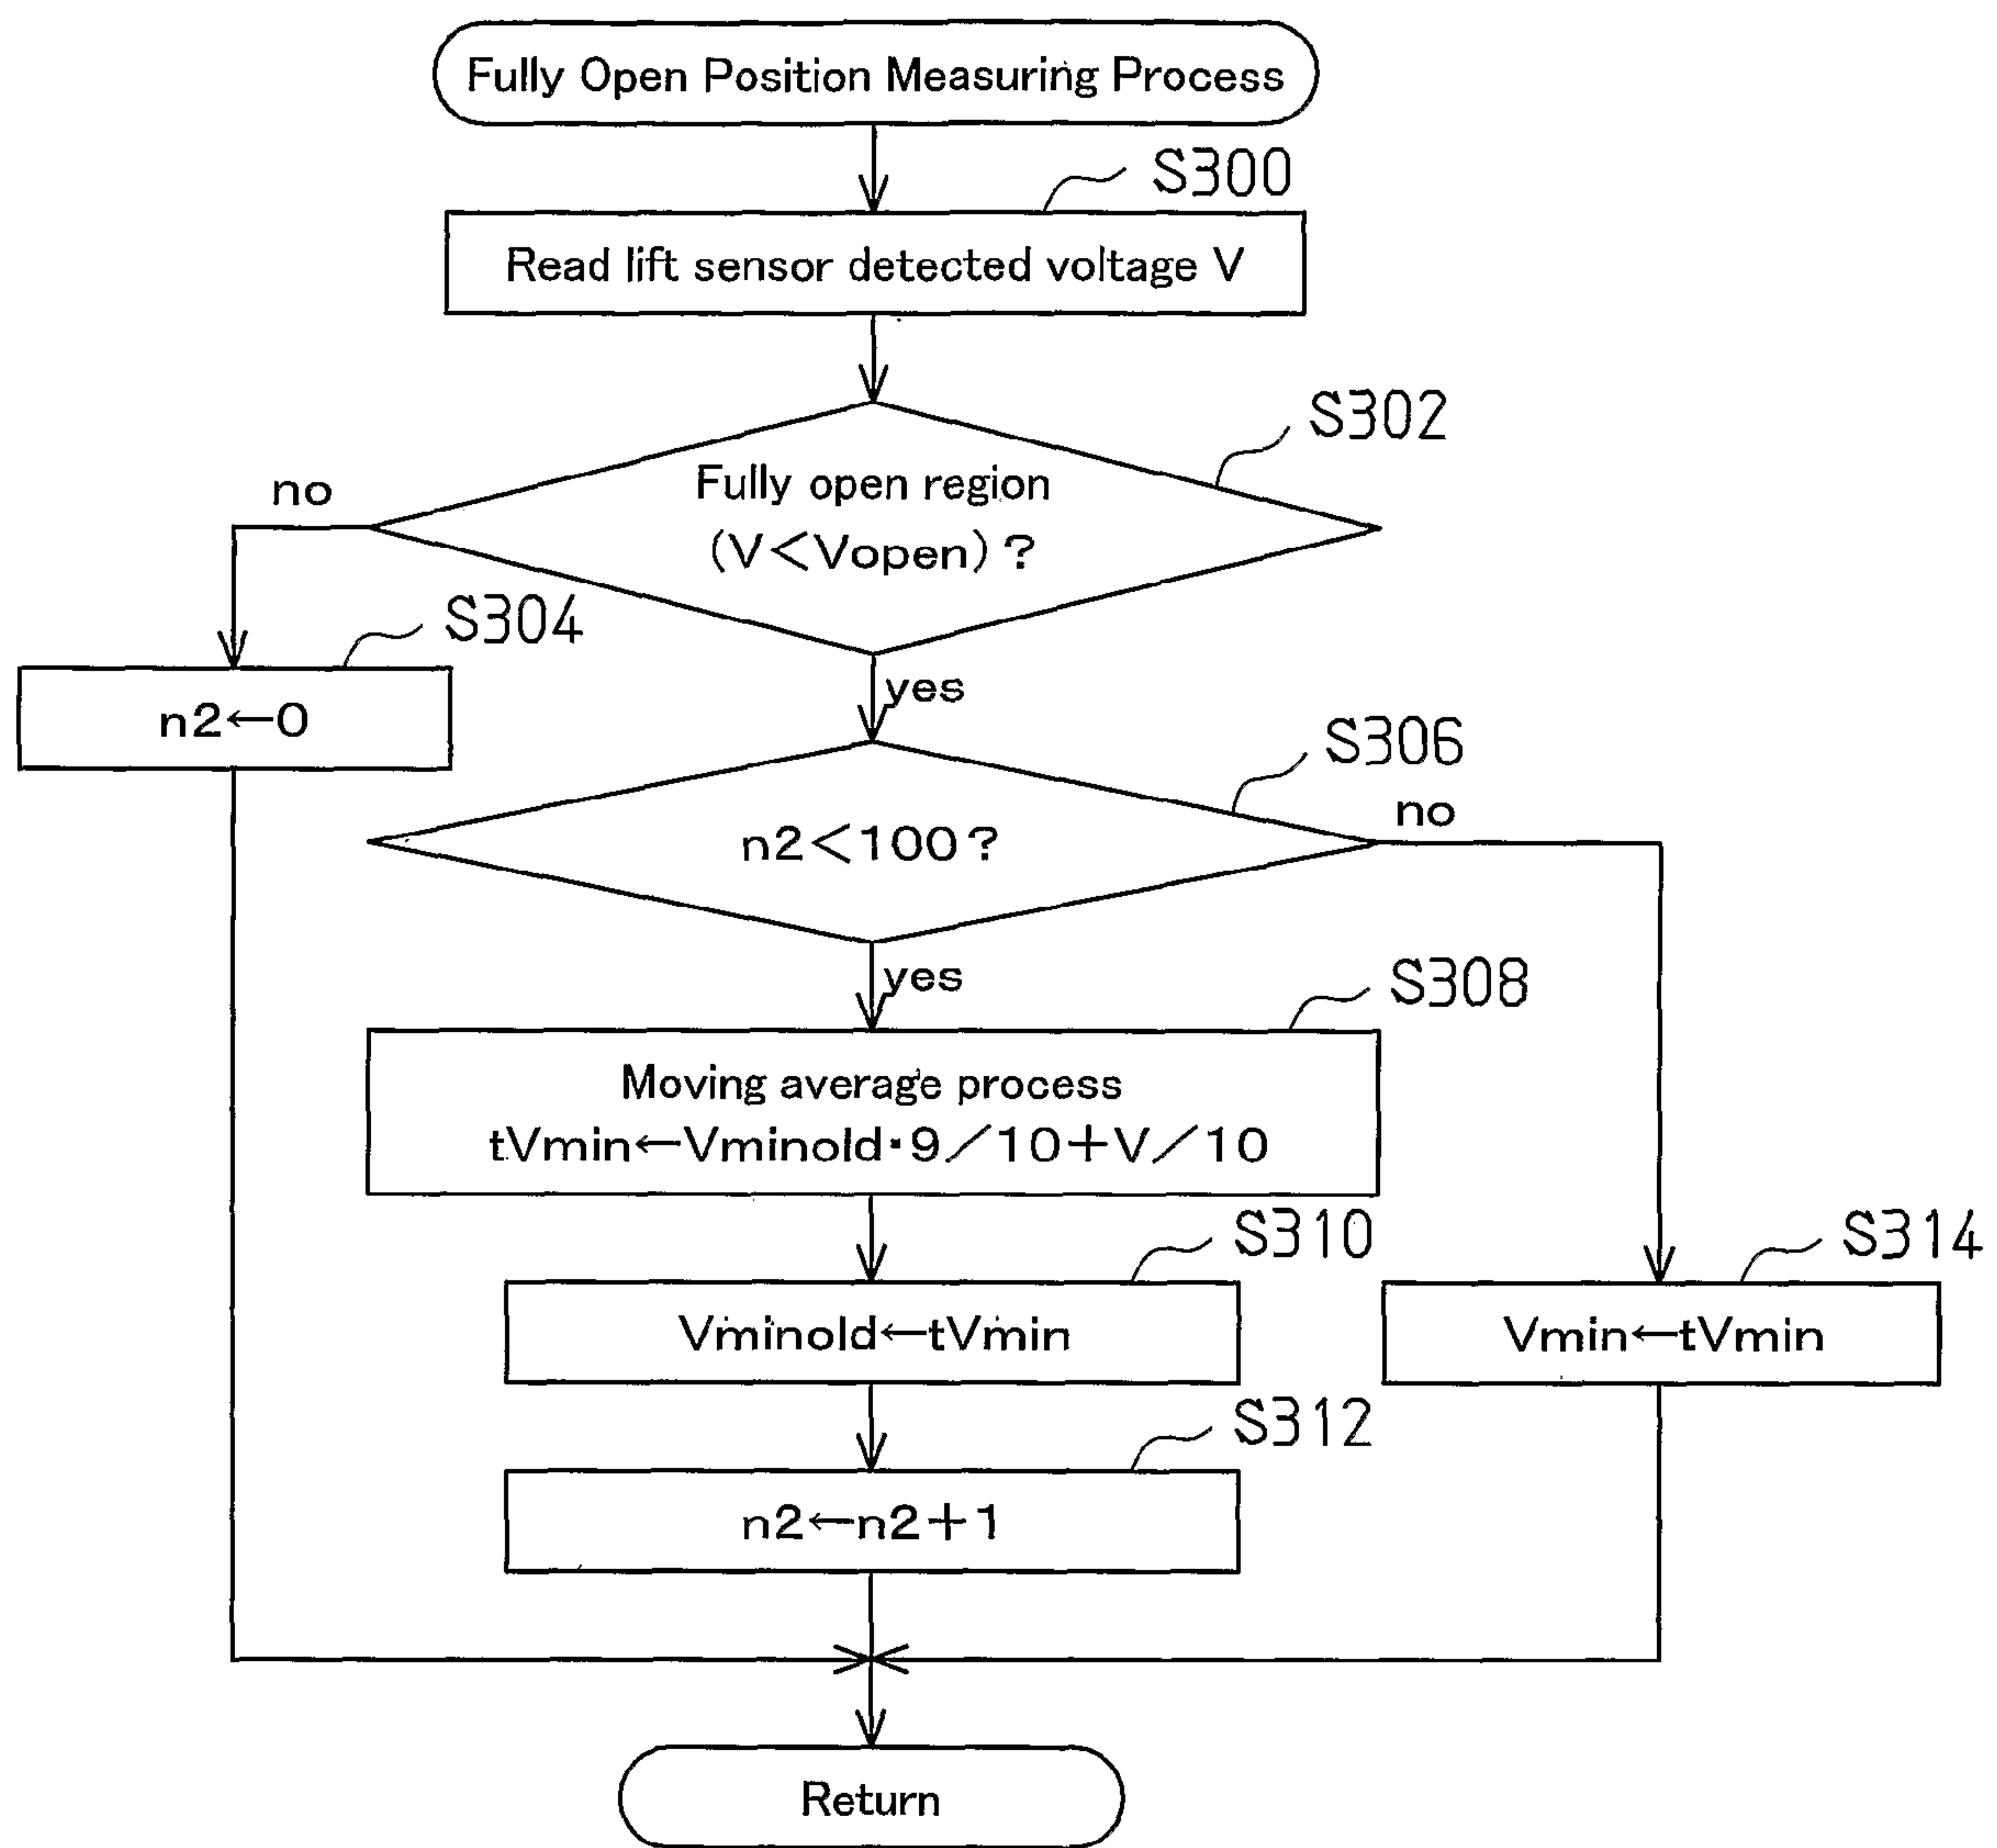 Fully Open Position Measuring Process
S300
Read lift sensor detected voltage V
S302
Fully open region
(V<Vopen)?
no
S304
n2←0
yes
S306
n2<100?
no
yes
S308
Moving average process
tVmin←Vminold·9/10+V/10
S310
Vminold←tVmin
S314
Vmin←tVmin
S312
n2←n2+1
Return